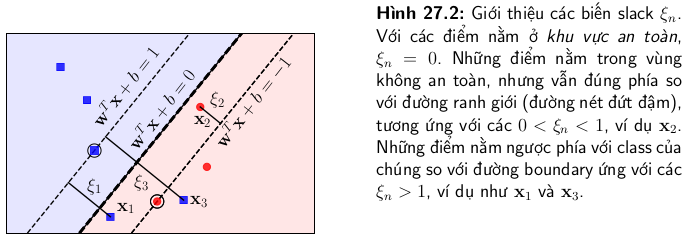 𝐰ᵀ𝐱 + b = 1
𝐰ᵀ𝐱 + b = 0
𝐰ᵀ𝐱 + b = −1
ξ₂
𝐱₂
ξ₁
ξ₃
𝐱₁
𝐱₃
Hình 27.2: Giới thiệu các biến slack ξₙ.
Với các điểm nằm ở khu vực an toàn,
ξₙ = 0. Những điểm nằm trong vùng
không an toàn, nhưng vẫn đúng phía so
với đường ranh giới (đường nét đứt đậm),
tương ứng với các 0 < ξₙ < 1, ví dụ 𝐱₂.
Những điểm nằm ngược phía với class của
chúng so với đường boundary ứng với các
ξₙ > 1, ví dụ như 𝐱₁ và 𝐱₃.